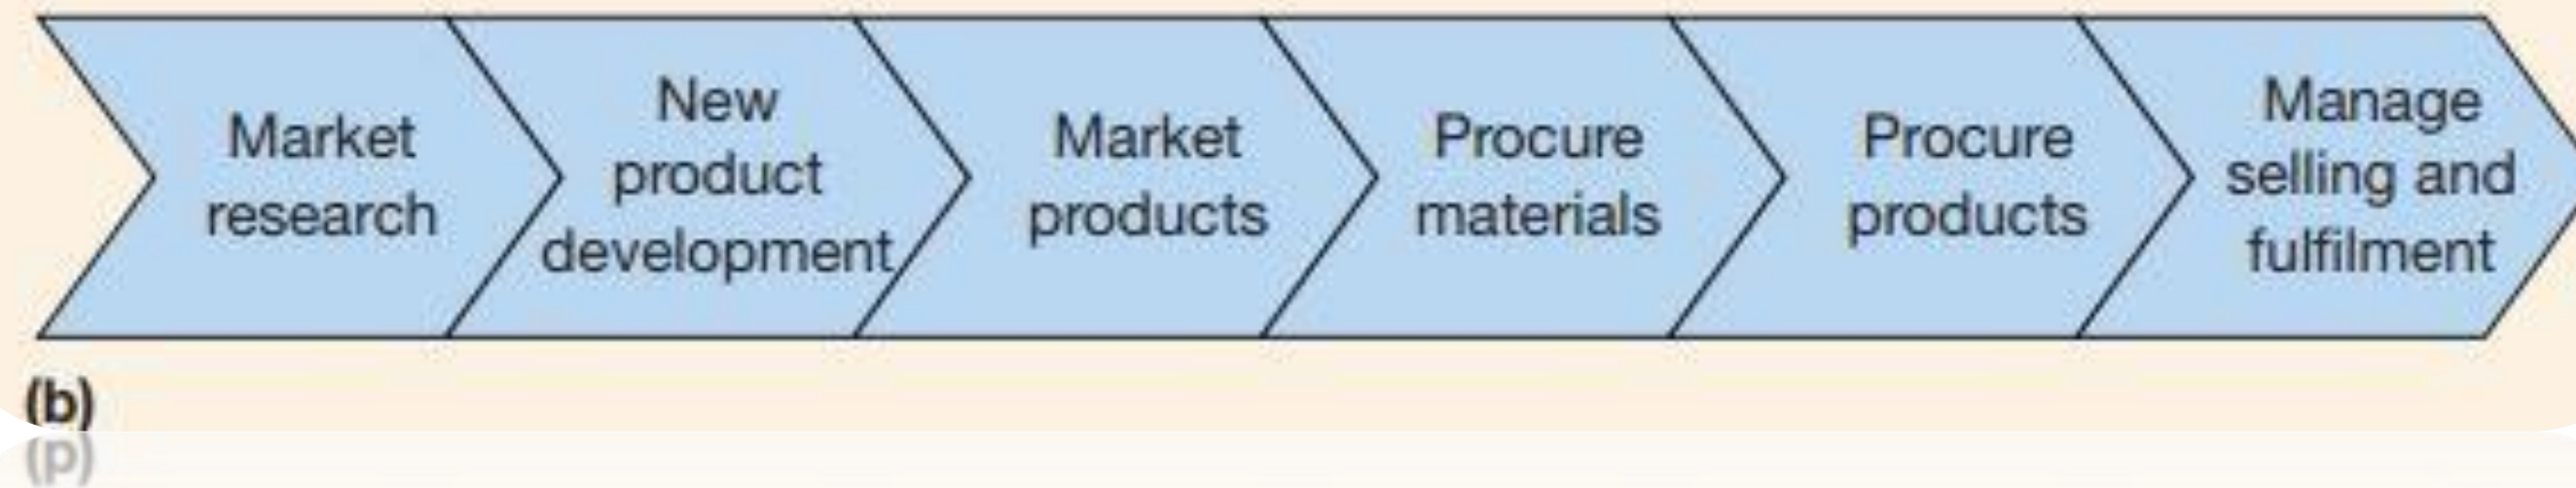 Market
research
New
product
development
Market
products
Procure
materials
Procure
products
Manage
selling and
fulfilment
(b)